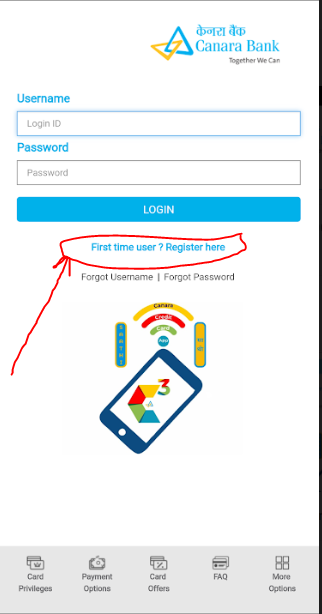 केनरा बैंक
Canara Bank
Together We Can
Username
Login ID
Password
Password
LOGIN
First time user ? Register here
Forgot Username | Forgot Password
Canara
Credit
Card
App
3
Card Privileges
Payment Options
Card Offers
FAQ
More Options